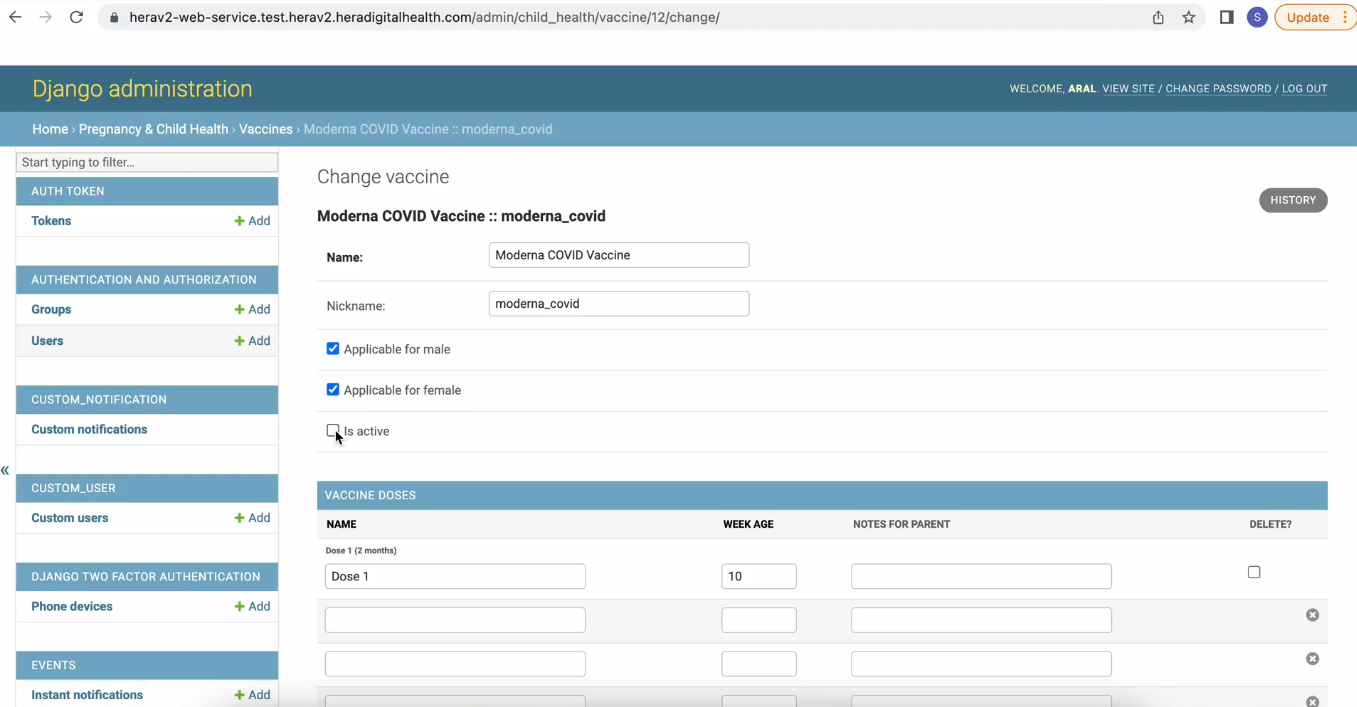 herav2-web-service.test.herav2.heradigitalhealth.com/admin/child_health/vaccine/12/change/
S
Update
Django administration
WELCOME, ARAL. VIEW SITE / CHANGE PASSWORD / LOG OUT
Home › Pregnancy & Child Health › Vaccines › Moderna COVID Vaccine :: moderna_covid
Start typing to filter...
AUTH TOKEN
Tokens + Add
AUTHENTICATION AND AUTHORIZATION
Groups + Add
Users + Add
CUSTOM_NOTIFICATION
Custom notifications
CUSTOM_USER
Custom users + Add
DJANGO TWO FACTOR AUTHENTICATION
Phone devices + Add
EVENTS
Instant notifications + Add
«
Change vaccine
HISTORY
Moderna COVID Vaccine :: moderna_covid
Name: Moderna COVID Vaccine
Nickname: moderna_covid
Applicable for male
Applicable for female
Is active
VACCINE DOSES
NAME WEEK AGE NOTES FOR PARENT DELETE?
Dose 1 (2 months)
Dose 1 10